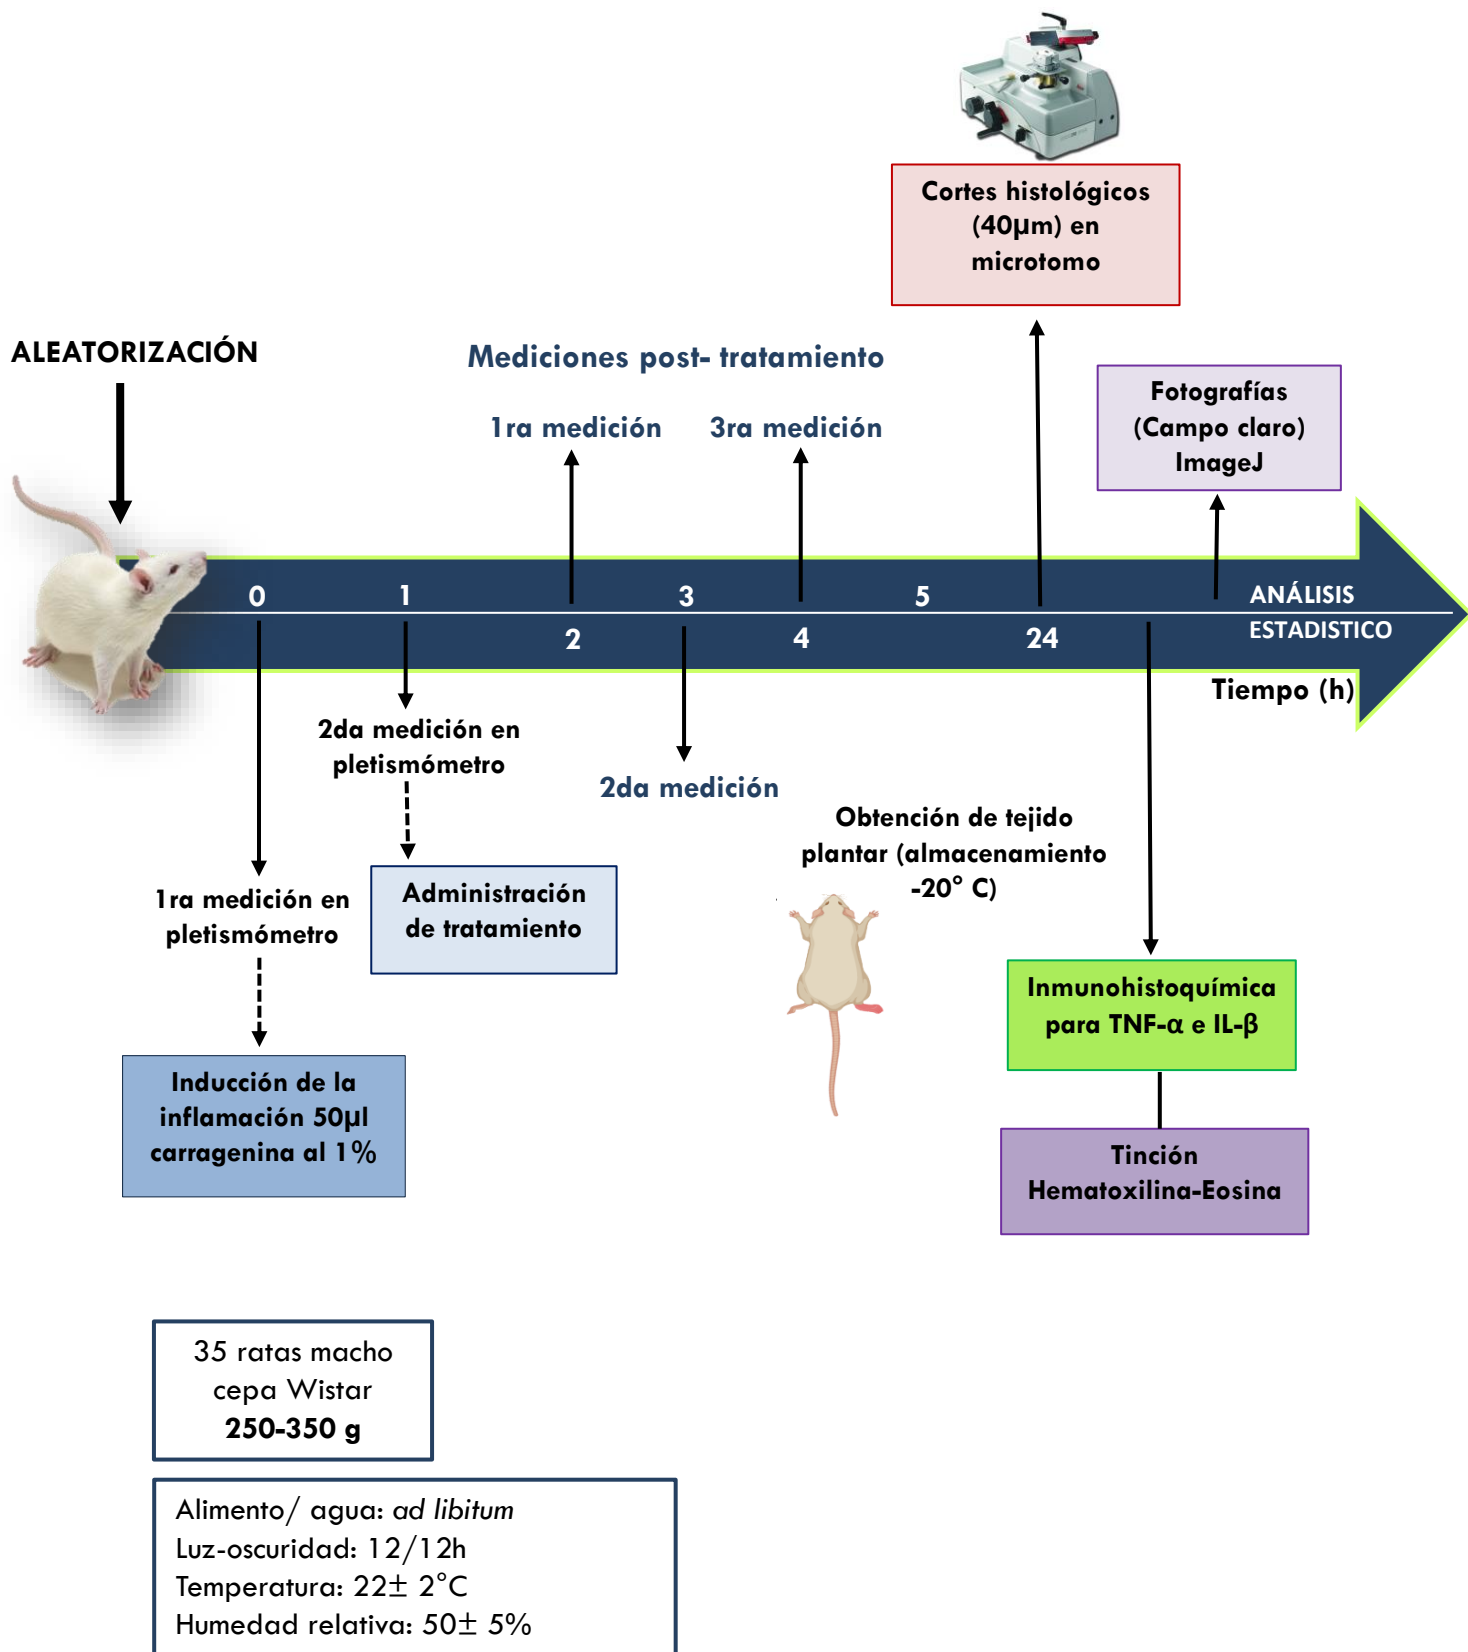 Cortes histológicos
(40μm) en
microtomo
ALEATORIZACIÓN
Mediciones post- tratamiento
1ra medición
3ra medición
Fotografías
(Campo claro)
ImageJ
0
1
2
3
4
5
24
ANÁLISIS
ESTADISTICO
Tiempo (h)
2da medición en
pletismómetro
2da medición
Obtención de tejido
plantar (almacenamiento
-20° C)
1ra medición en
pletismómetro
Administración
de tratamiento
Inmunohistoquímica
para TNF-α e IL-β
Inducción de la
inflamación 50μl
carragenina al 1%
Tinción
Hematoxilina-Eosina
35 ratas macho
cepa Wistar
250-350 g
Alimento/ agua: ad libitum
Luz-oscuridad: 12/12h
Temperatura: 22± 2°C
Humedad relativa: 50± 5%